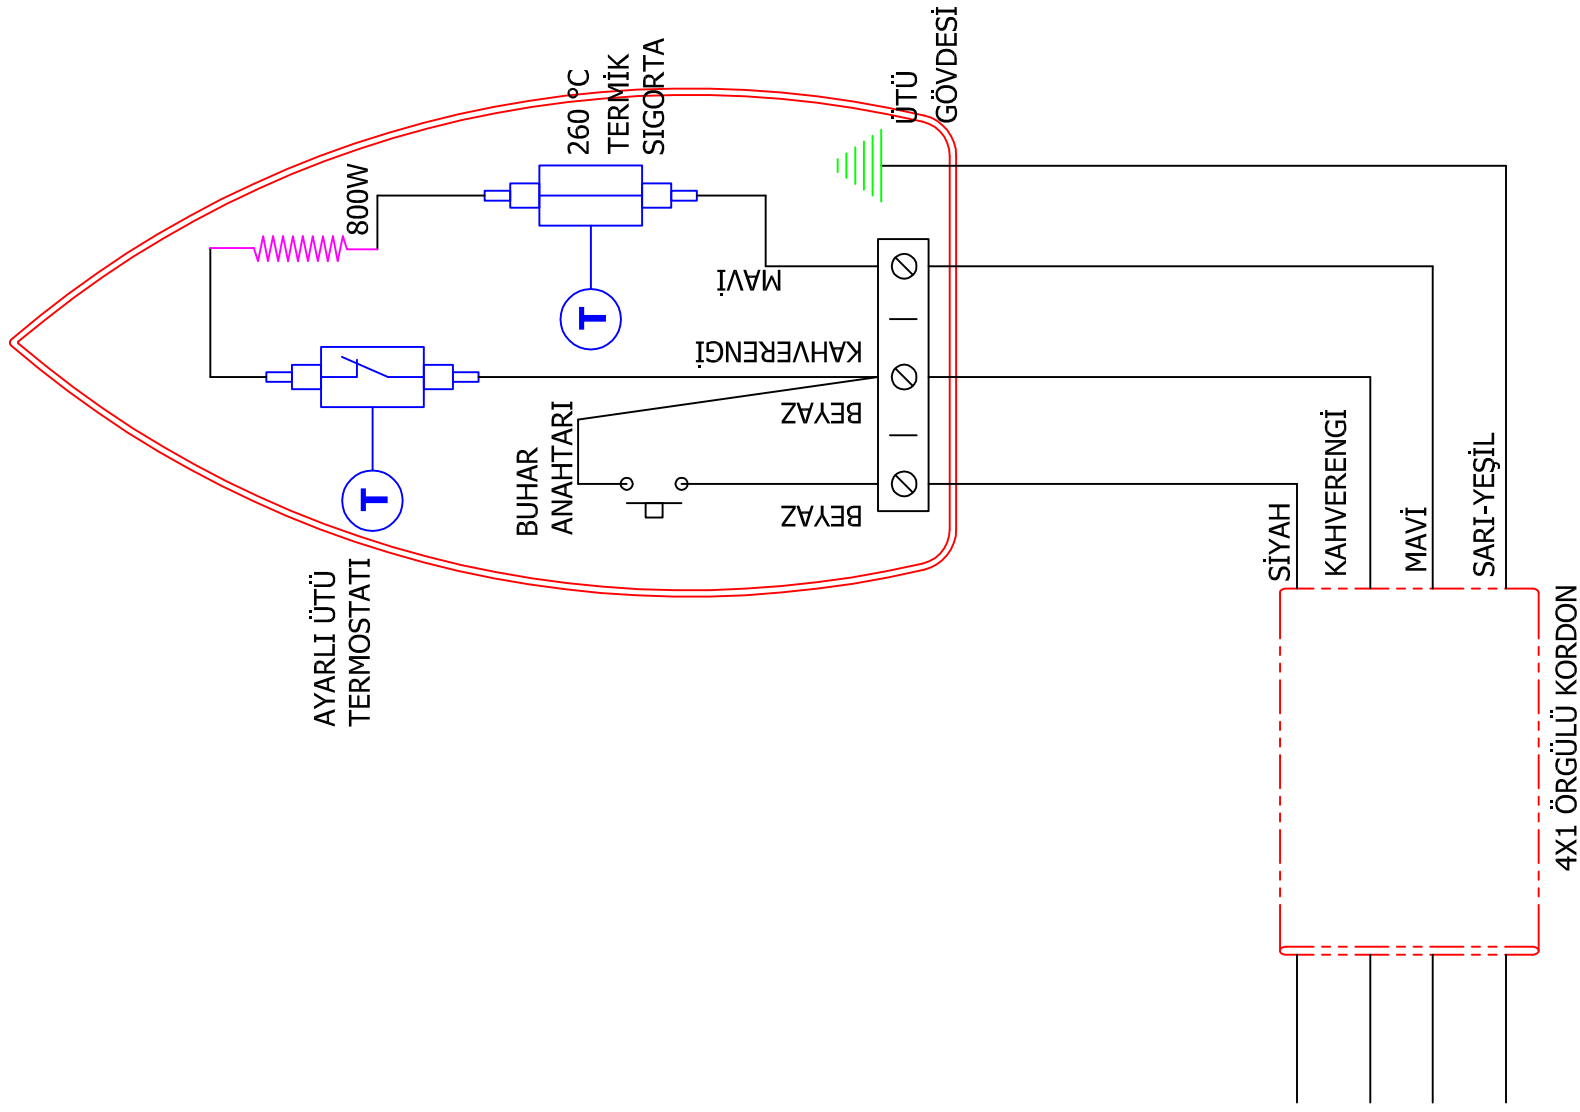 800W
260 °C
TERMİK
SIGORTA
ÜTÜ
GÖVDESİ
T
MAVİ
KAHVERENGİ
BEYAZ
BEYAZ
T
BUHAR
ANAHTARI
AYARLI ÜTÜ
TERMOSTATI
SİYAH
KAHVERENGİ
MAVİ
SARI-YEŞİL
4X1 ÖRGÜLÜ KORDON